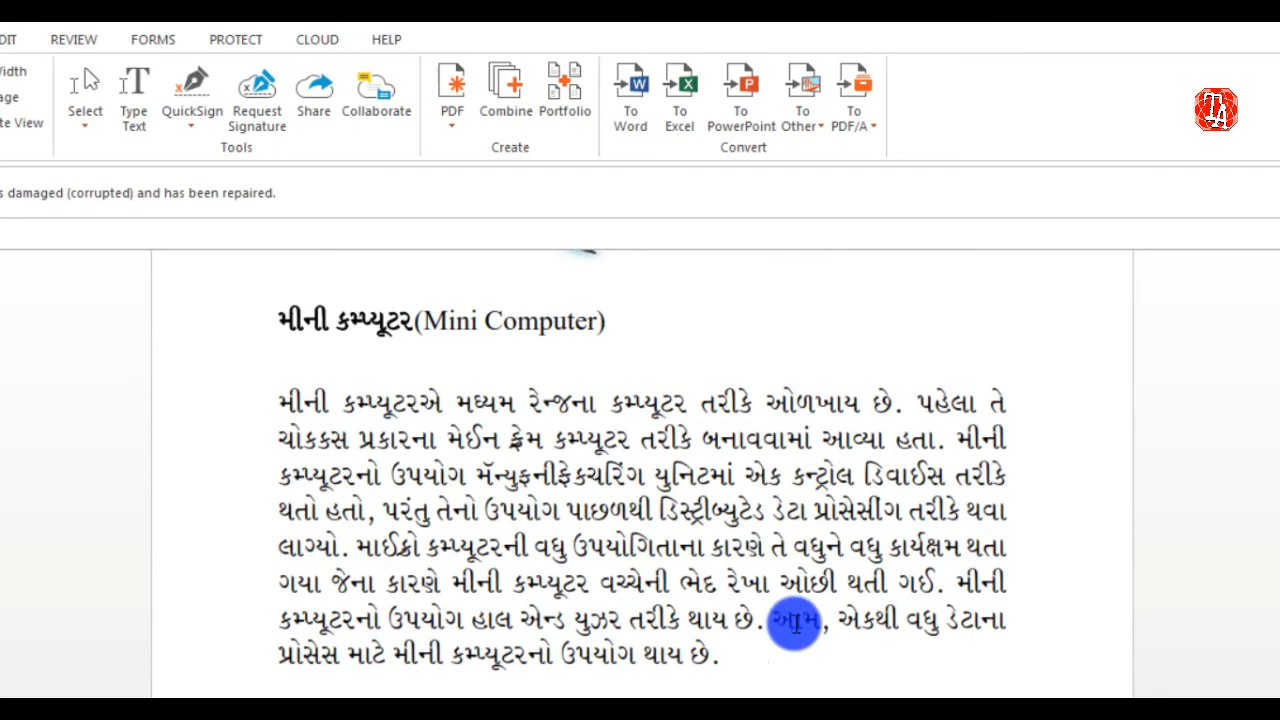 DIT REVIEW FORMS PROTECT CLOUD HELP
Width
age
te View
Select Type Text QuickSign Request Signature Share Collaborate PDF Combine Portfolio To Word To Excel To PowerPoint To Other To PDF/A
Tools Create Convert
TA
s damaged (corrupted) and has been repaired.
મીની કમ્પ્યૂટર(Mini Computer)
મીની કમ્પ્યૂટરએ મધ્યમ રેન્જના કમ્પ્યૂટર તરીકે ઓળખાય છે. પહેલા તે
ચોકકસ પ્રકારના મેઈન ફ્રેમ કમ્પ્યૂટર તરીકે બનાવવામાં આવ્યા હતા. મીની
કમ્પ્યૂટરનો ઉપયોગ મૅન્યુફનીફેકચરિંગ યુનિટમાં એક કન્ટ્રોલ ડિવાઈસ તરીકે
થતો હતો, પરંતુ તેનો ઉપયોગ પાછળથી ડિસ્ટ્રીબ્યુટેડ ડેટા પ્રોસેસીંગ તરીકે થવા
લાગ્યો. માઈક્રો કમ્પ્યૂટરની વધુ ઉપયોગિતાના કારણે તે વધુને વધુ કાર્યક્ષમ થતા
ગયા જેના કારણે મીની કમ્પ્યૂટર વચ્ચેની ભેદ રેખા ઓછી થતી ગઈ. મીની
કમ્પ્યૂટરનો ઉપયોગ હાલ એન્ડ યુઝર તરીકે થાય છે. આમ, એકથી વધુ ડેટાના
પ્રોસેસ માટે મીની કમ્પ્યૂટરનો ઉપયોગ થાય છે.